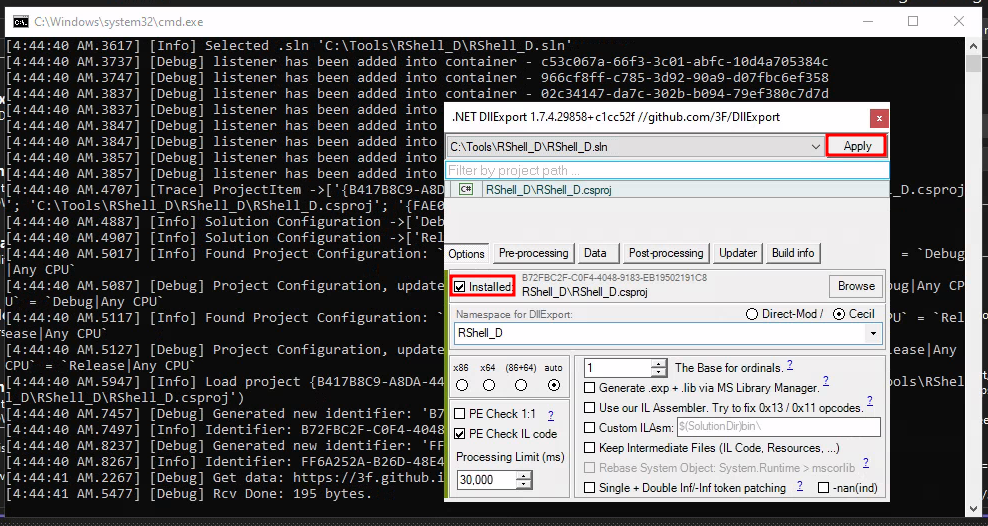 C:\Windows\system32\cmd.exe
[4:44:40 AM.3617] [Info] Selected .sln 'C:\Tools\RShell_D\RShell_D.sln'
[4:44:40 AM.3737] [Debug] listener has been added into container - c53c067a-66f3-3c01-abfc-10d4a705384c
[4:44:40 AM.3747] [Debug] listener has been added into container - 966cf8ff-c785-3d92-90a9-d07fbc6ef358
[4:44:40 AM.3837] [Debug] listener has been added into container - 02c34147-da7c-302b-b094-79ef380c7d7d
[4:44:40 AM.3837] [Debug] listener has been added
[4:44:40 AM.3837] [Debug] listener has been added
[4:44:40 AM.3847] [Debug] listener has been added
[4:44:40 AM.3847] [Debug] listener has been added
[4:44:40 AM.3857] [Debug] listener has been added
[4:44:40 AM.4707] [Trace] ProjectItem ->['{B417B8C9-A8D
_D.csproj
'; 'C:\Tools\RShell_D\RShell_D\RShell_D.csproj'; '{FAE0
[4:44:40 AM.4887] [Info] Solution Configuration ->['Deb
[4:44:40 AM.4907] [Info] Solution Configuration ->['Rel
[4:44:40 AM.5017] [Info] Found Project Configuration: `
` = `Debug
|Any CPU`
[4:44:40 AM.5087] [Debug] Project Configuration, update
|Any CP
U` = `Debug|Any CPU`
[4:44:40 AM.5117] [Info] Found Project Configuration: `
U` = `Rel
ease|Any CPU`
[4:44:40 AM.5127] [Debug] Project Configuration, update
ease|Any
CPU` = `Release|Any CPU`
[4:44:40 AM.5947] [Info] Load project {B417B8C9-A8DA-44
ools\RShel
l_D\RShell_D\RShell_D.csproj')
[4:44:40 AM.7457] [Debug] Generated new identifier: 'B7
[4:44:40 AM.7497] [Info] Identifier: B72FBC2F-C0F4-4048
[4:44:40 AM.8237] [Debug] Generated new identifier: 'FF
[4:44:40 AM.8267] [Info] Identifier: FF6A252A-B26D-48E4
[4:44:41 AM.2267] [Debug] Get data: https://3f.github.i
[4:44:41 AM.5477] [Debug] Rcv Done: 195 bytes.
.NET DllExport 1.7.4.29858+c1cc52f //github.com/3F/DllExport
x
C:\Tools\RShell_D\RShell_D.sln
Apply
Filter by project path ...
C# RShell_D\RShell_D.csproj
Options Pre-processing Data Post-processing Updater Build info
Installed: B72FBC2F-C0F4-4048-9183-EB19502191C8
RShell_D\RShell_D.csproj
Browse
Namespace for DllExport:
Direct-Mod / Cecil
RShell_D
x86 x64 (86+64) auto
1 The Base for ordinals. ?
Generate .exp + .lib via MS Library Manager. ?
Use our IL Assembler. Try to fix 0x13 / 0x11 opcodes. ?
PE Check 1:1 ?
Custom ILAsm: $(SolutionDir)bin\
PE Check IL code
Keep Intermediate Files (IL Code, Resources, ...)
Processing Limit (ms)
Rebase System Object: System.Runtime > mscorlib ?
30,000
Single + Double Inf/-Inf token patching ? -nan(ind)